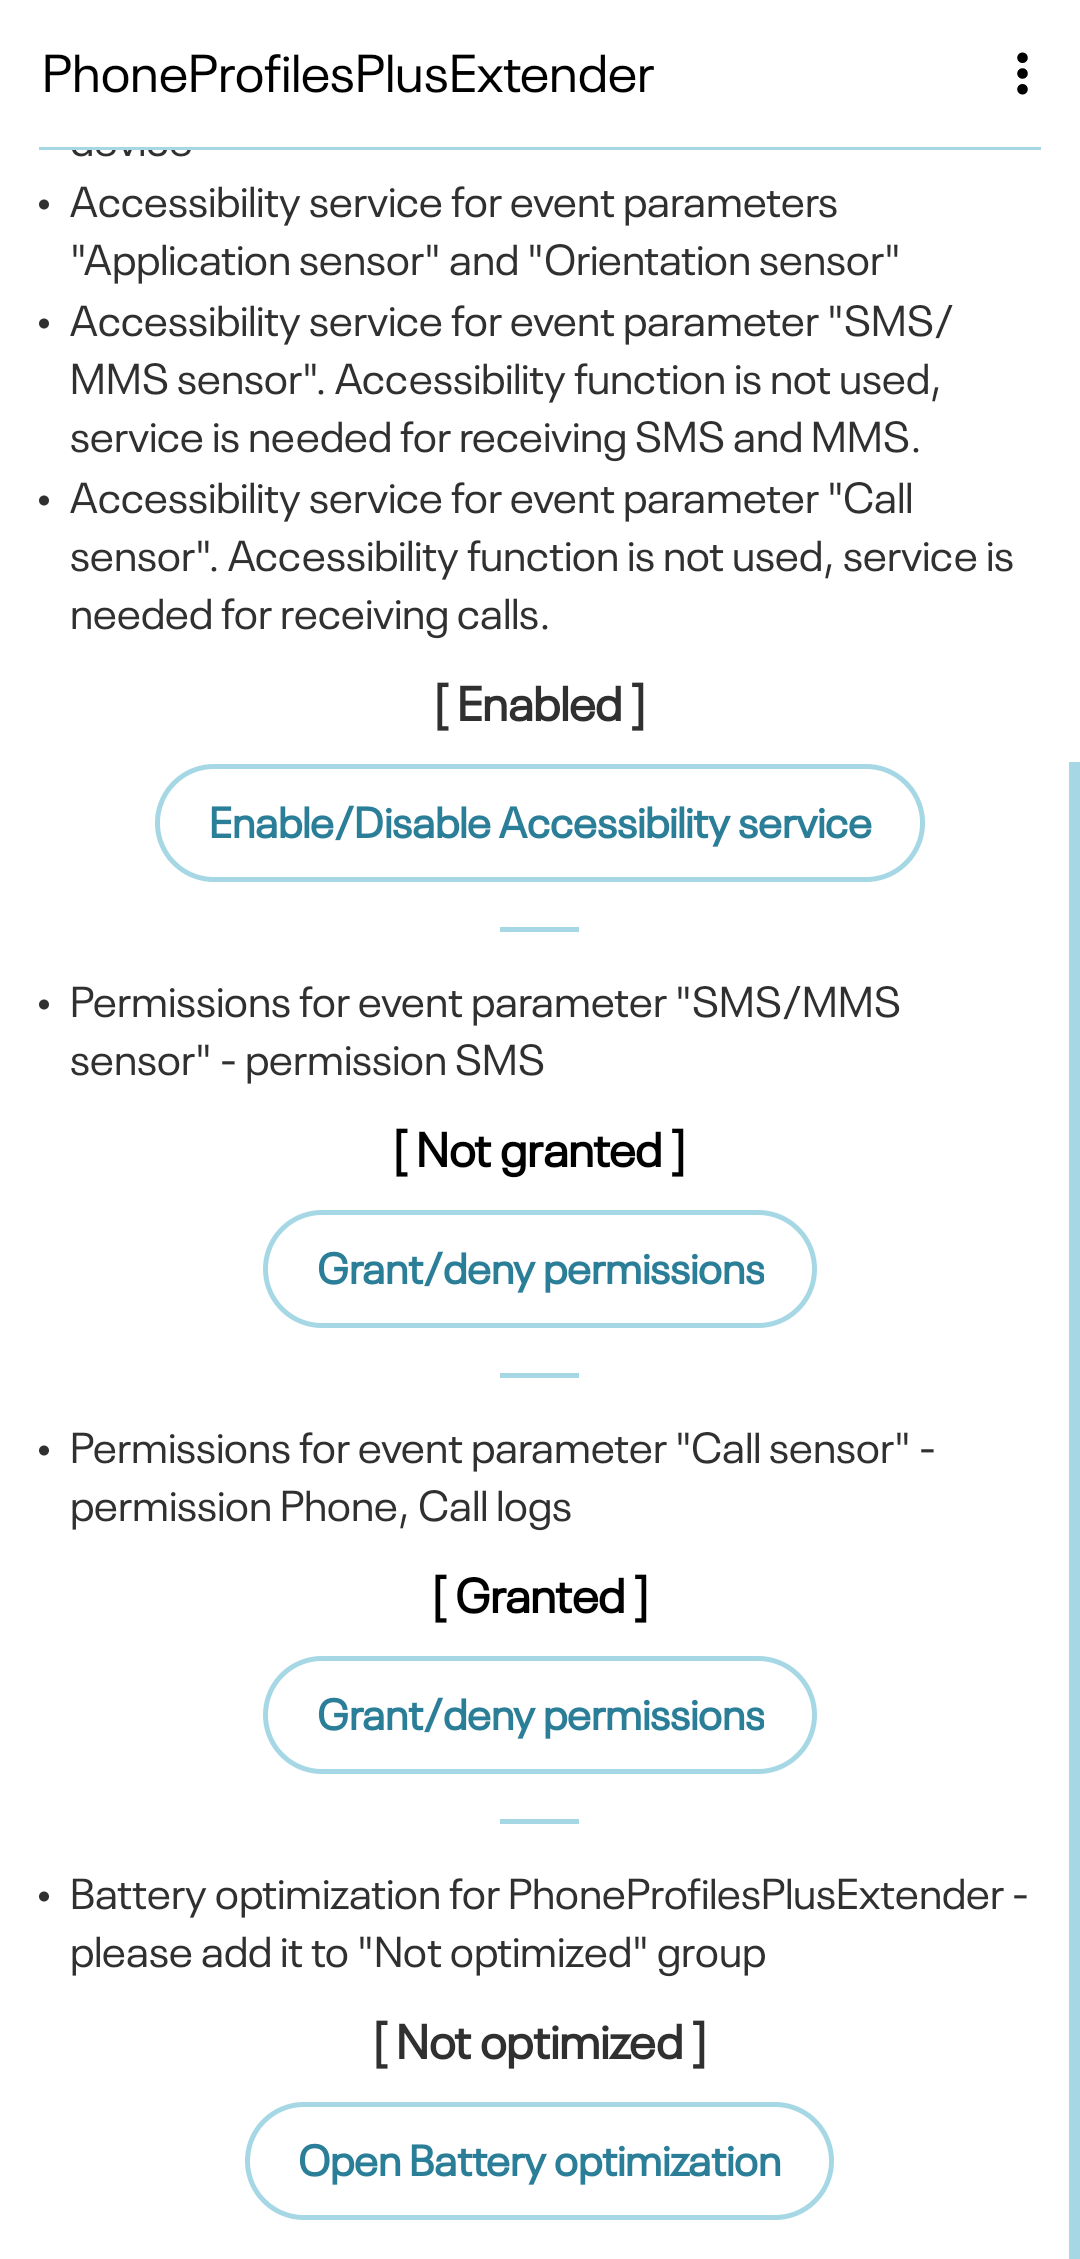 PhoneProfilesPlusExtender
device
• Accessibility service for event parameters
"Application sensor" and "Orientation sensor"
• Accessibility service for event parameter "SMS/
MMS sensor". Accessibility function is not used,
service is needed for receiving SMS and MMS.
• Accessibility service for event parameter "Call
sensor". Accessibility function is not used, service is
needed for receiving calls.
[ Enabled ]
Enable/Disable Accessibility service
• Permissions for event parameter "SMS/MMS
sensor" - permission SMS
[ Not granted ]
Grant/deny permissions
• Permissions for event parameter "Call sensor" -
permission Phone, Call logs
[ Granted ]
Grant/deny permissions
• Battery optimization for PhoneProfilesPlusExtender -
please add it to "Not optimized" group
[ Not optimized ]
Open Battery optimization